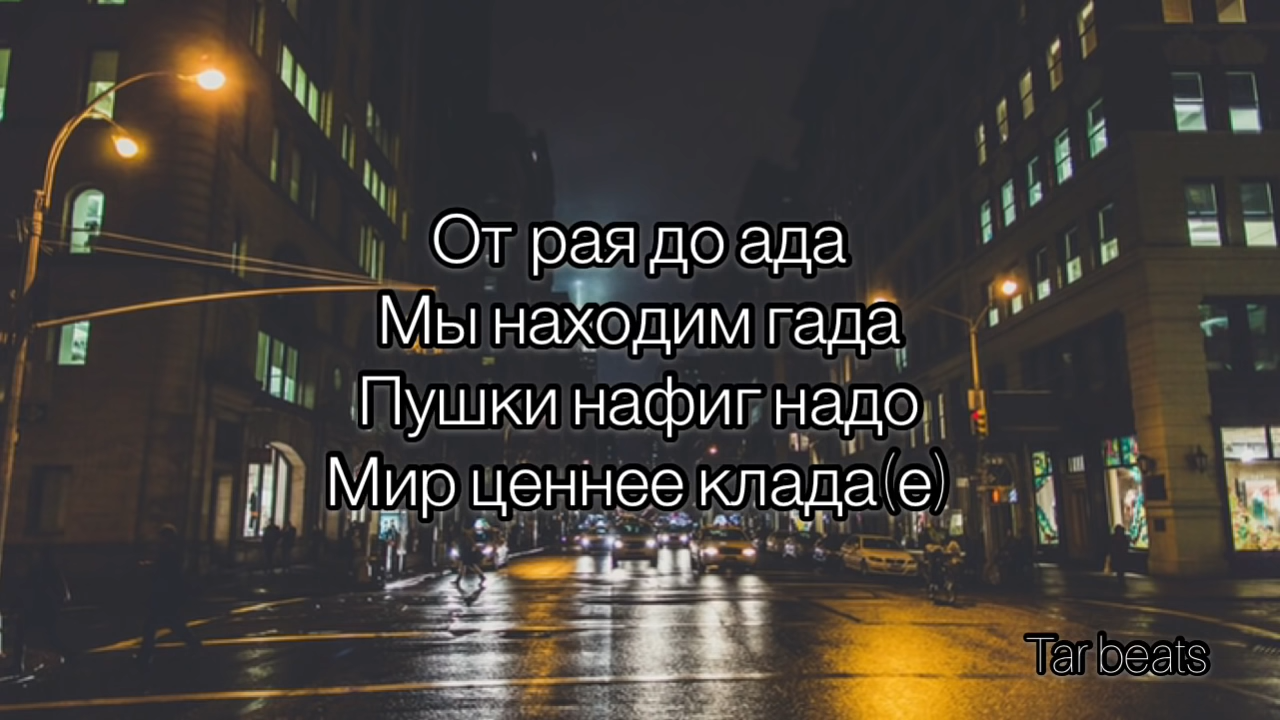 От рая до ада
Мы находим гада
Пушки нафиг надо
Мир ценнее клада(е)
Tar beats